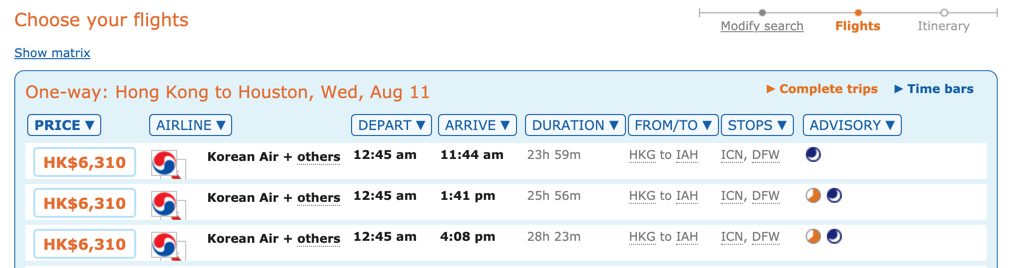 Choose your flights
Modify search Flights Itinerary
Show matrix
One-way: Hong Kong to Houston, Wed, Aug 11 ▶ Complete trips ▶ Time bars
PRICE ▼ AIRLINE ▼ DEPART ▼ ARRIVE ▼ DURATION ▼ FROM/TO ▼ STOPS ▼ ADVISORY ▼
HK$6,310 Korean Air + others 12:45 am 11:44 am 23h 59m HKG to IAH ICN, DFW
HK$6,310 Korean Air + others 12:45 am 1:41 pm 25h 56m HKG to IAH ICN, DFW
HK$6,310 Korean Air + others 12:45 am 4:08 pm 28h 23m HKG to IAH ICN, DFW